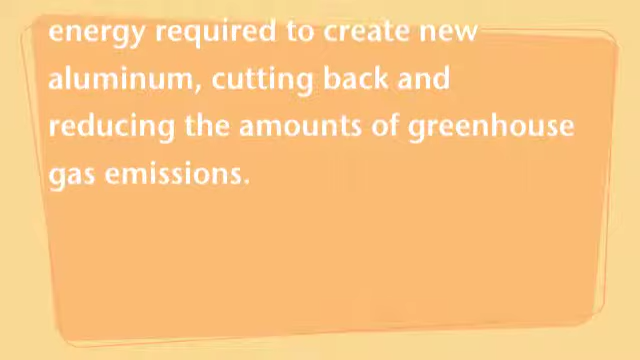 energy required to create new
aluminum, cutting back and
reducing the amounts of greenhouse
gas emissions.